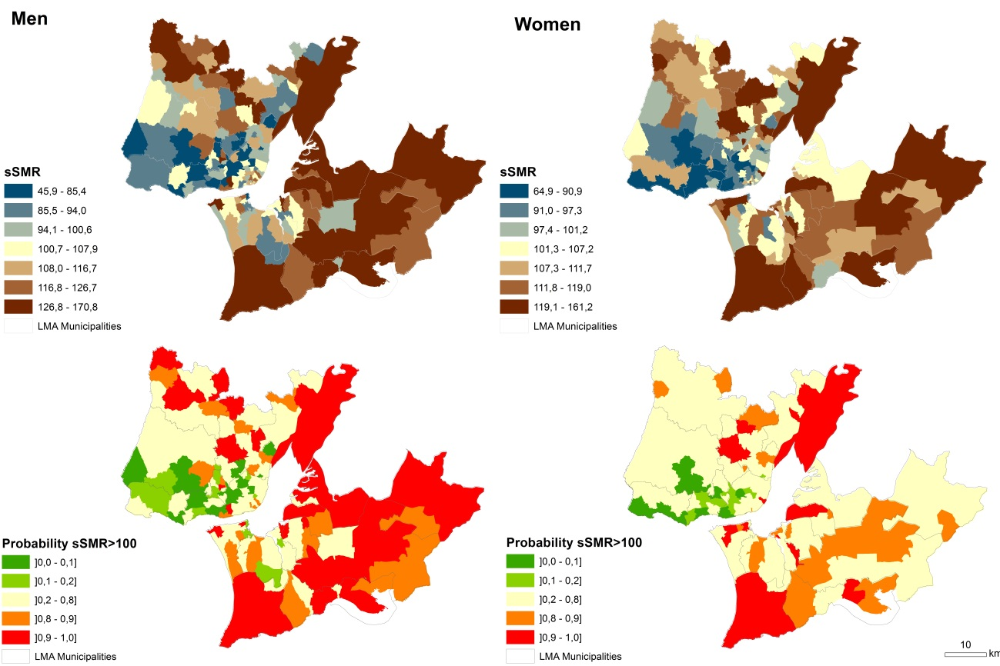 Men
sSMR
45,9 - 85,4
85,5 - 94,0
94,1 - 100,6
100,7 - 107,9
108,0 - 116,7
116,8 - 126,7
126,8 - 170,8
LMA Municipalities
Women
sSMR
64,9 - 90,9
91,0 - 97,3
97,4 - 101,2
101,3 - 107,2
107,3 - 111,7
111,8 - 119,0
119,1 - 161,2
LMA Municipalities
Probability sSMR>100
]0,0 - 0,1]
]0,1 - 0,2]
]0,2 - 0,8]
]0,8 - 0,9]
]0,9 - 1,0]
LMA Municipalities
Probability sSMR>100
]0,0 - 0,1]
]0,1 - 0,2]
]0,2 - 0,8]
]0,8 - 0,9]
]0,9 - 1,0]
LMA Municipalities
10
km